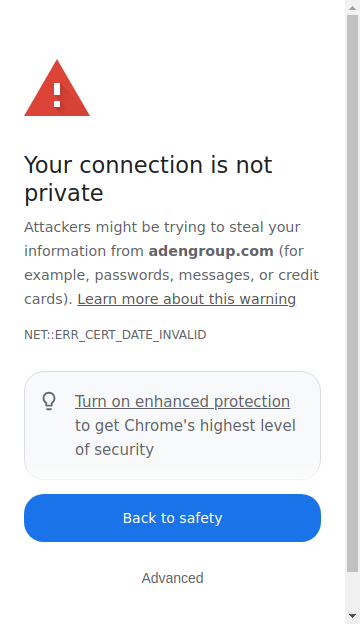 Your connection is not
private
Attackers might be trying to steal your
information from adengroup.com (for
example, passwords, messages, or credit
cards). Learn more about this warning
NET::ERR_CERT_DATE_INVALID
Turn on enhanced protection
to get Chrome's highest level
of security
Back to safety
Advanced